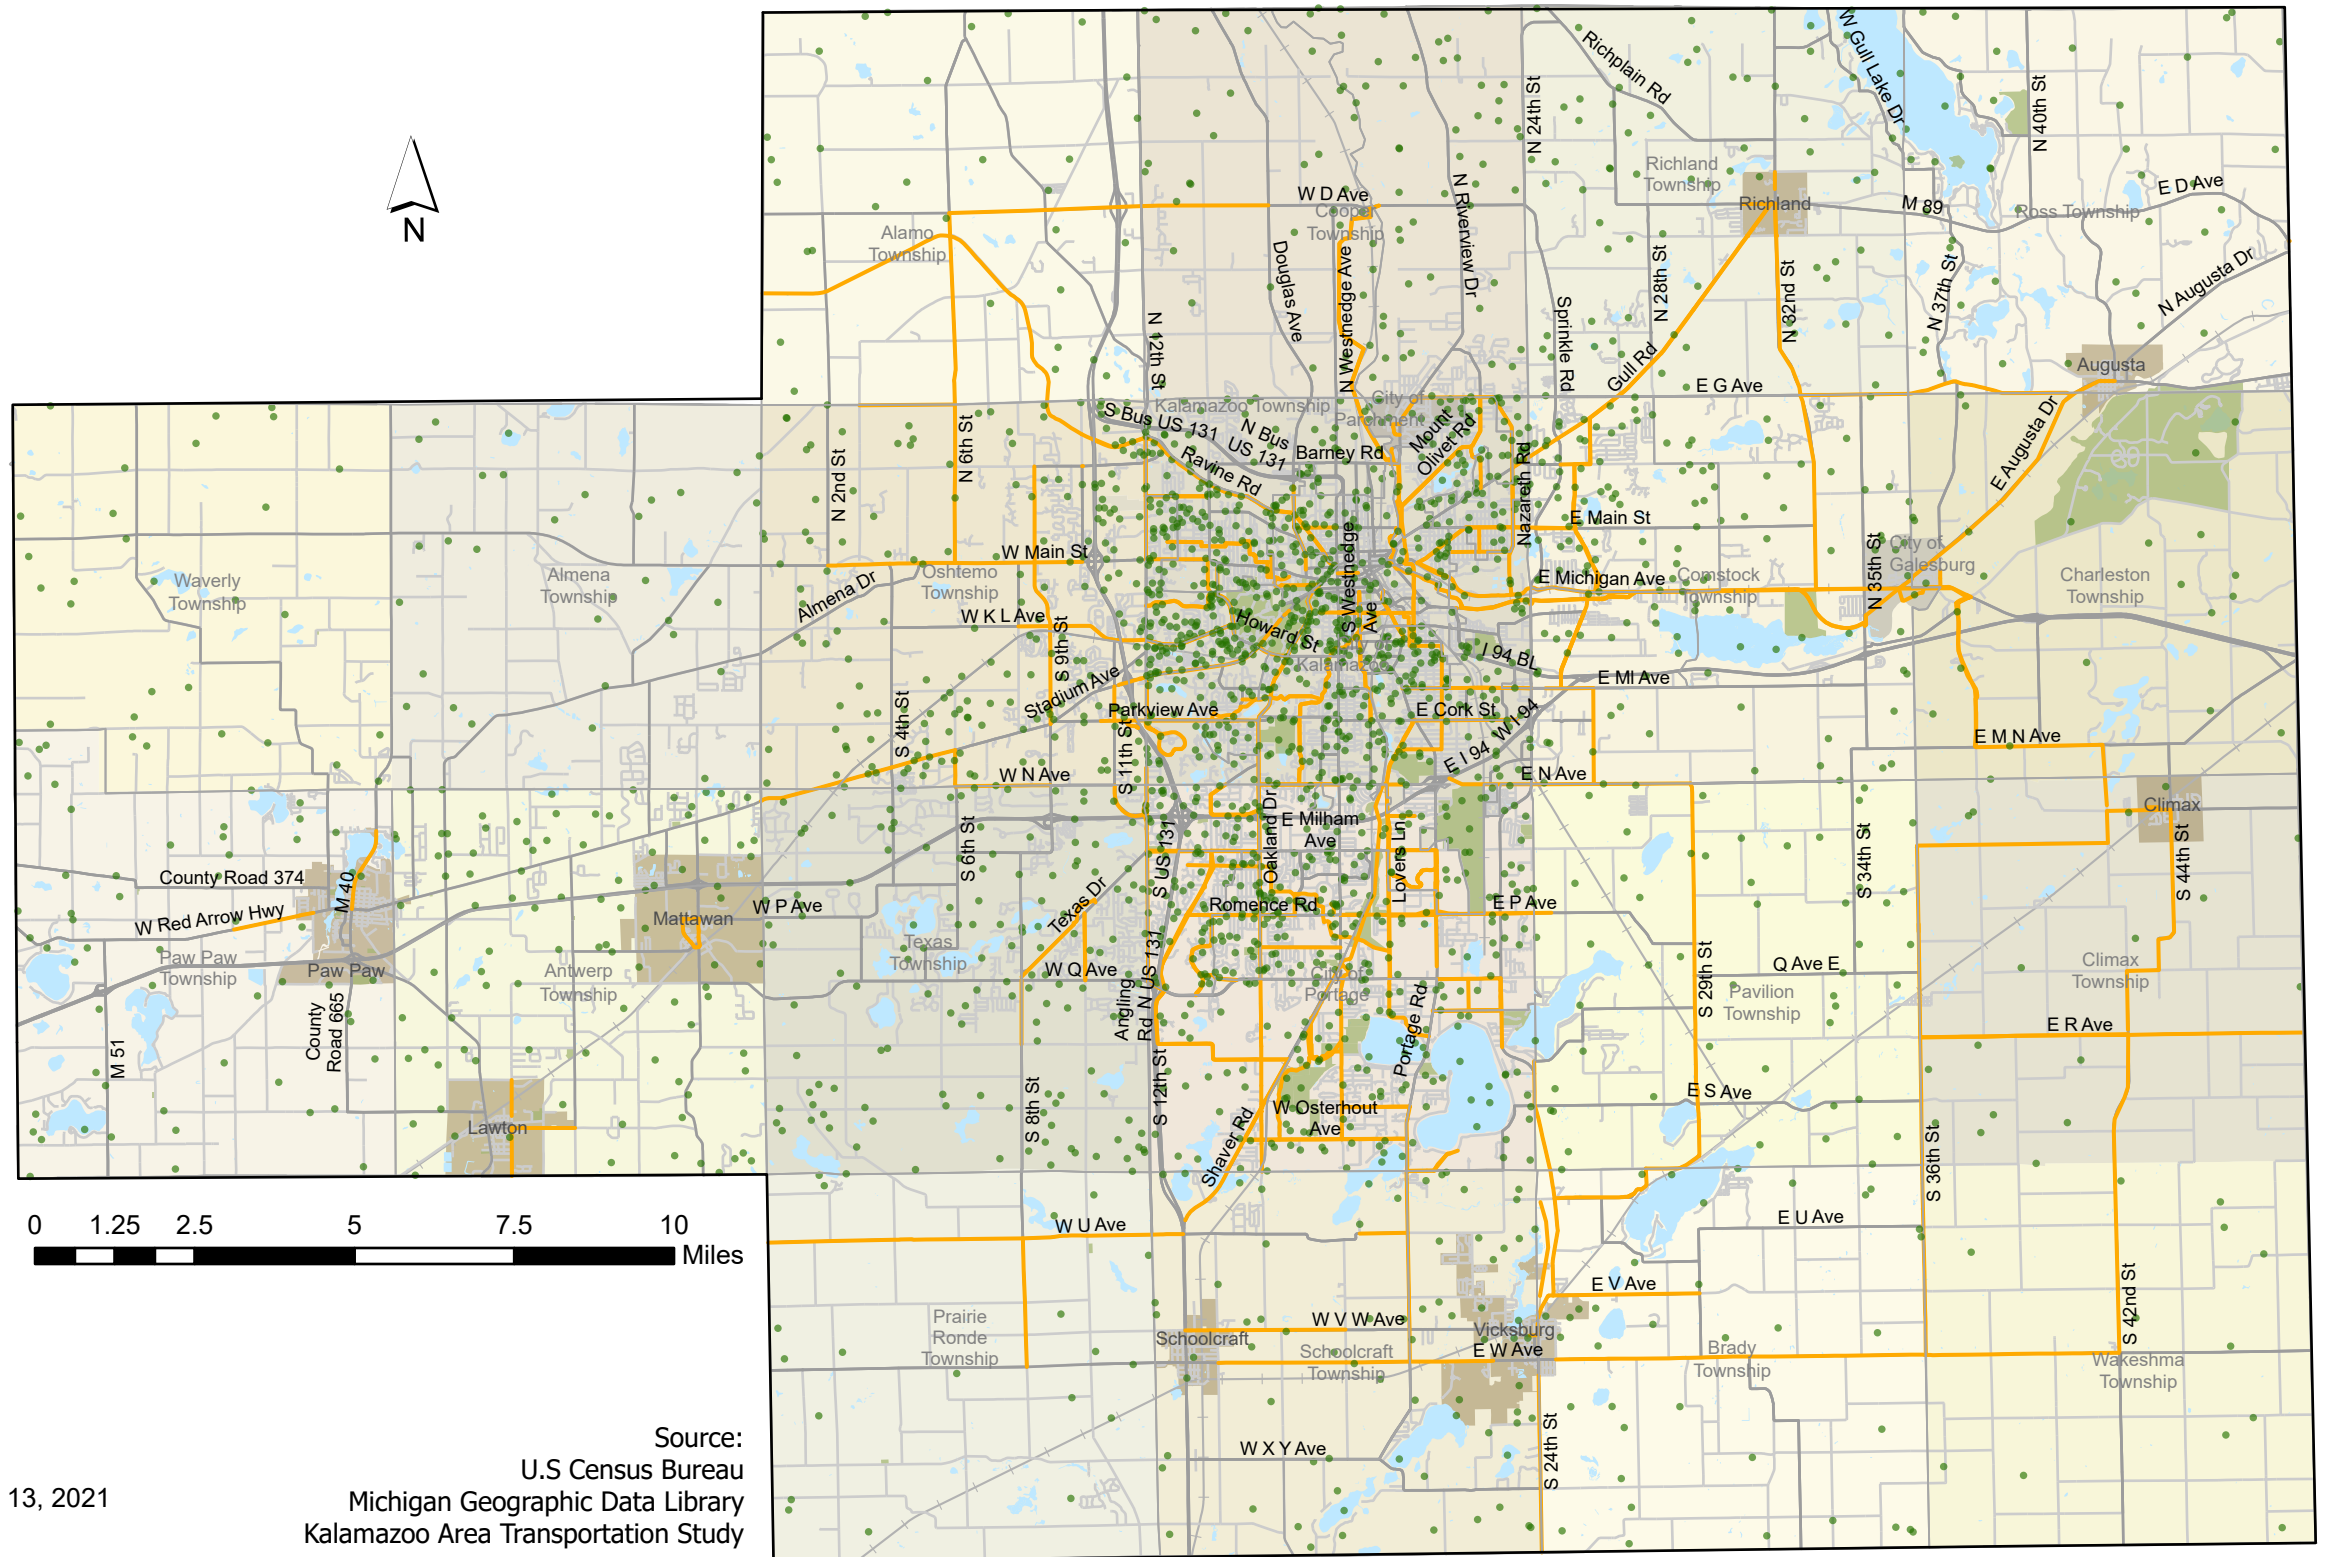 Richplain Rd
W Gull Lake Dr
N 24th St
N 40th St
Richland
Township
Richland
W D Ave
Cooper
Township
N Riverview Dr
M 89
E D Ave
Ross Township
N
Alamo
Township
Douglas Ave
N Westnedge Ave
N 28th St
N 32nd St
N 37th St
N Augusta Dr
N 12th St
Sprinkle Rd
Gull Rd
Augusta
E G Ave
Kalamazoo Township
City of
Parchment
S Bus US 131
N Bus
US 131
Mount
Olivet Rd
Barney Rd
Ravine Rd
N 2nd St
N 6th St
Nazareth Rd
E Augusta Dr
E Main St
W Main St
S Westnedge
Ave
N 35th St
City of
Galesburg
Waverly
Township
Almena
Township
Almena Dr
Oshtemo
Township
E Michigan Ave
Comstock
Township
Charleston
Township
W K L Ave
S 9th St
Howard St
City of
Kalamazoo
I 94 BL
E MI Ave
Stadium Ave
Parkview Ave
E Cork St
S 4th St
S 11th St
W I 94
E I 94
E M N Ave
W N Ave
E N Ave
Climax
Oakland Dr
E Milham
Ave
Lovers Ln
S 6th St
S US 131
S 34th St
S 44th St
County Road 374
M 40
W Red Arrow Hwy
Mattawan
W P Ave
Texas Dr
Romence Rd
E P Ave
Paw Paw
Township
Paw Paw
Antwerp
Township
Texas
Township
W Q Ave
N US 131
Angling
Rd
City of
Portage
S 29th St
Q Ave E
Pavilion
Township
Climax
Township
M 51
County
Road 665
S 12th St
Portage Rd
E R Ave
Lawton
S 8th St
Shaver Rd
W Osterhout
Ave
E S Ave
S 36th St
0 1.25 2.5 5 7.5 10
Miles
W U Ave
E U Ave
E V Ave
S 42nd St
Prairie
Ronde
Township
Schoolcraft
W V W Ave
Schoolcraft
Township
Vicksburg
E W Ave
Brady
Township
Wakeshma
Township
W X Y Ave
S 24th St
Source:
U.S Census Bureau
Michigan Geographic Data Library
Kalamazoo Area Transportation Study
13, 2021